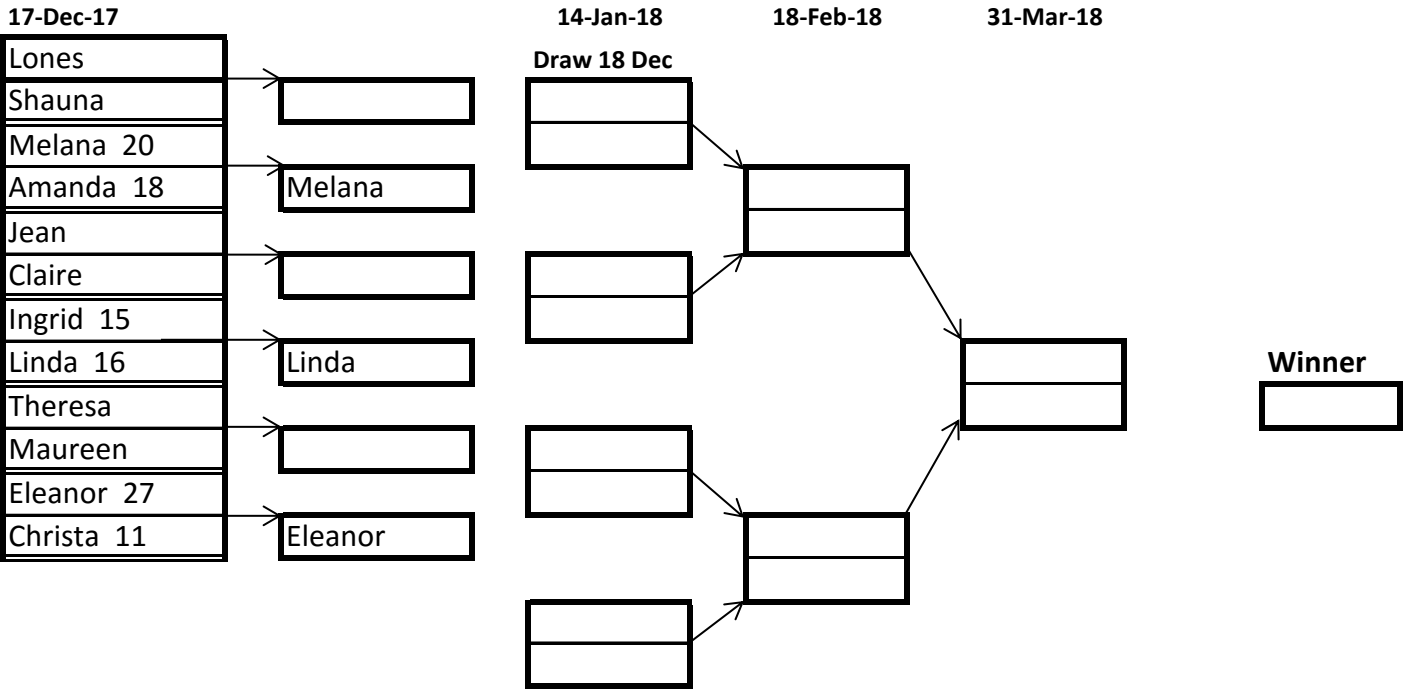 17-Dec-17 14-Jan-18 18-Feb-18 31-Mar-18
Lones Draw 18 Dec
Shauna
Melana 20
Amanda 18 Melana
Jean
Claire
Ingrid 15
Linda 16 Linda Winner
Theresa
Maureen
Eleanor 27
Christa 11 Eleanor